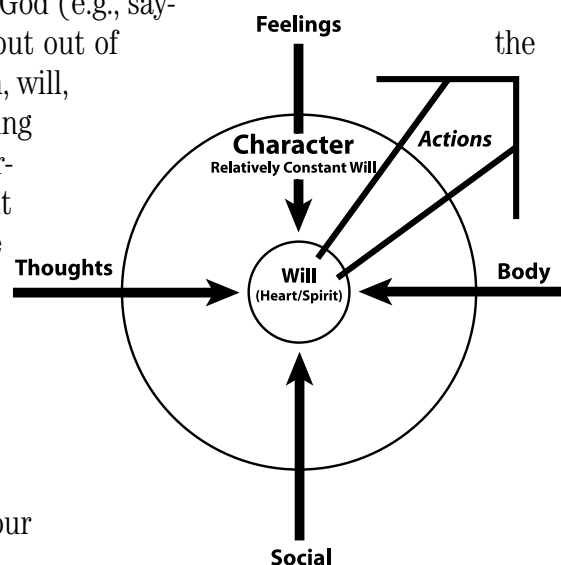 God (e.g., say-
out out of
the
, will,
ng
r-
t
e
our
Feelings
Character
Relatively Constant Will
Actions
Thoughts
Will
(Heart/Spirit)
Body
Social